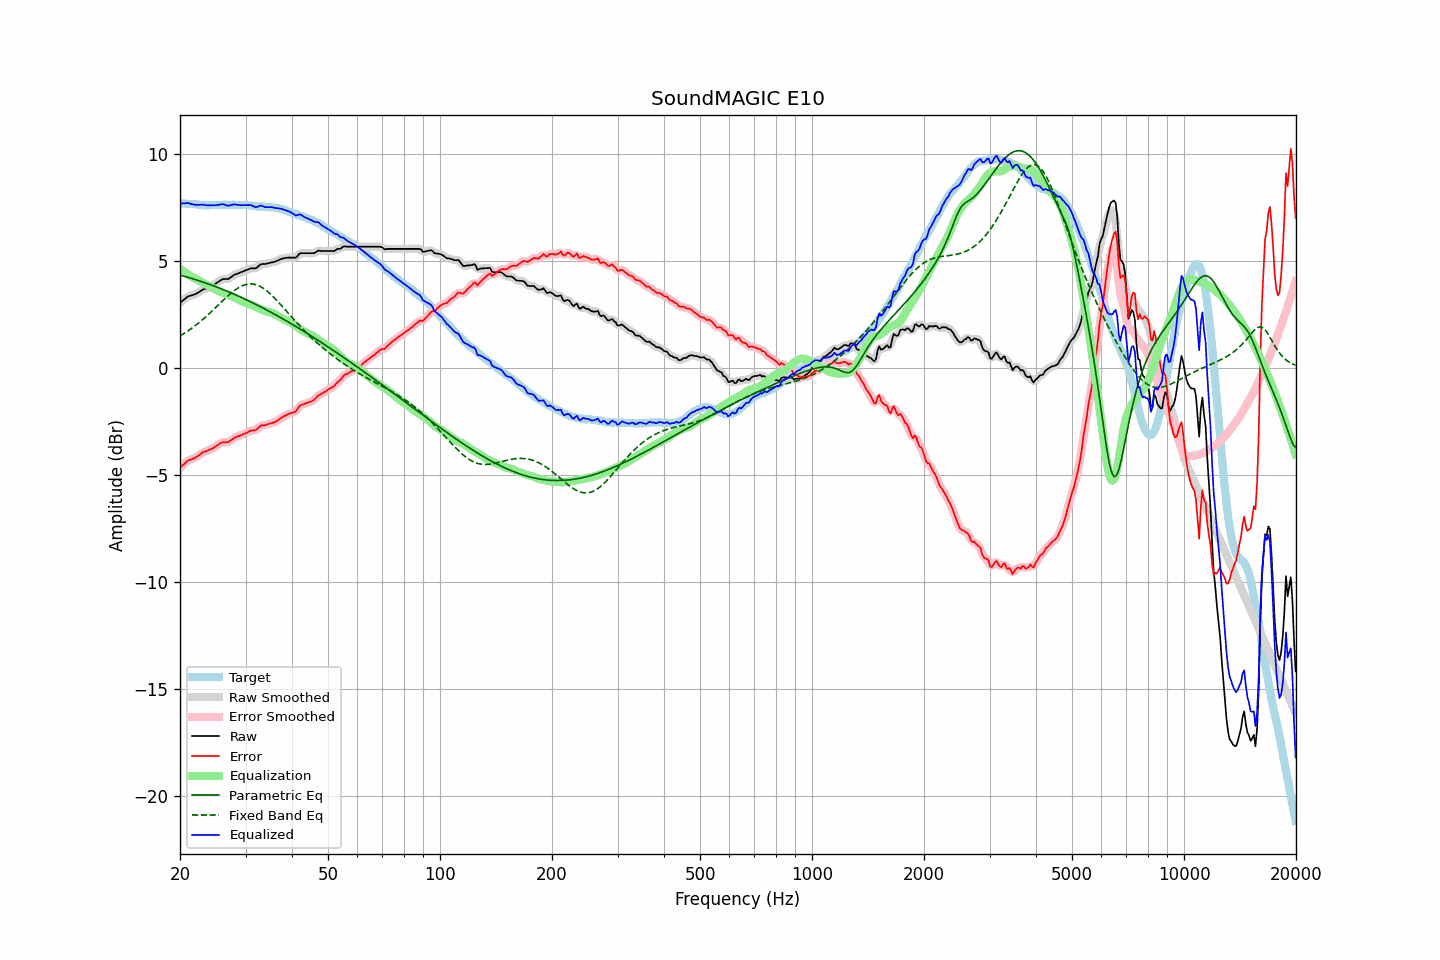 SoundMAGIC E10
10
5
0
−5
−10
−15
−20
Amplitude (dBr)
Target
Raw Smoothed
Error Smoothed
Raw
Error
Equalization
Parametric Eq
Fixed Band Eq
Equalized
20 50 100 200 500 1000 2000 5000 10000 20000
Frequency (Hz)